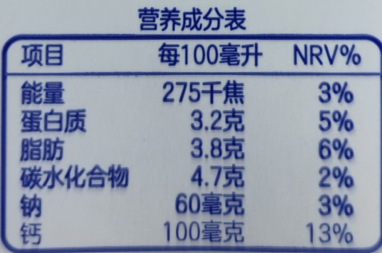 营养成分表
项目 每100毫升 NRV%
能量 275千焦 3%
蛋白质 3.2克 5%
脂肪 3.8克 6%
碳水化合物 4.7克 2%
钠 60毫克 3%
钙 100毫克 13%